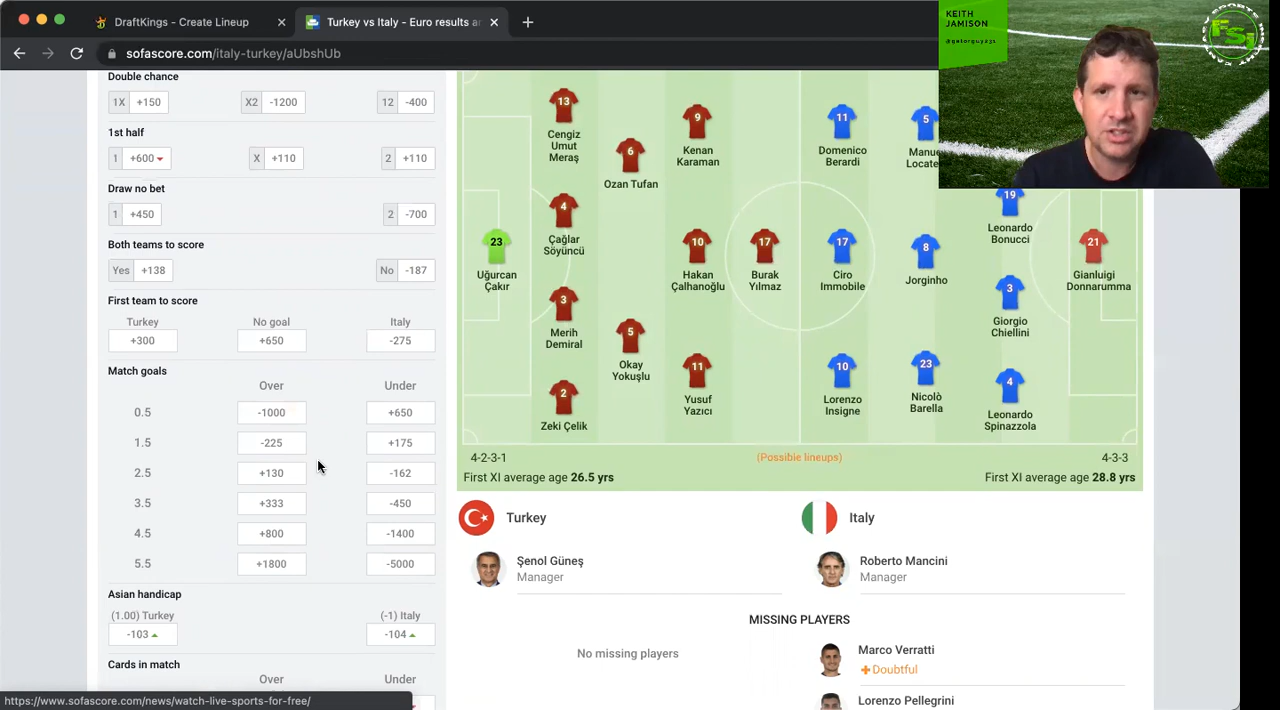 DraftKings - Create Lineup
Turkey vs Italy - Euro results ar
sofascore.com/italy-turkey/aUbshUb
KEITH
JAMISON
@gatorguy231
FSI
Double chance
1X +150
X2 -1200
12 -400
1st half
1 +600
X +110
2 +110
Draw no bet
1 +450
2 -700
Both teams to score
Yes +138
No -187
First team to score
Turkey
No goal
Italy
+300
+650
-275
Match goals
Over
Under
0.5 -1000 +650
1.5 -225 +175
2.5 +130 -162
3.5 +333 -450
4.5 +800 -1400
5.5 +1800 -5000
Asian handicap
(1.00) Turkey
(-1) Italy
-103
-104
Cards in match
Over
Under
https://www.sofascore.com/news/watch-live-sports-for-free/
23
Uğurcan
Çakır
13
Cengiz
Umut
Meraş
4
Çağlar
Söyüncü
3
Merih
Demiral
2
Zeki Çelik
6
Ozan Tufan
5
Okay
Yokuşlu
9
Kenan
Karaman
10
Hakan
Çalhanoğlu
11
Yusuf
Yazıcı
17
Burak
Yılmaz
11
Domenico
Berardi
17
Ciro
Immobile
10
Lorenzo
Insigne
5
Manue
Locate
8
Jorginho
23
Nicolò
Barella
19
Leonardo
Bonucci
3
Giorgio
Chiellini
4
Leonardo
Spinazzola
21
Gianluigi
Donnarumma
4-2-3-1
(Possible lineups)
4-3-3
First XI average age 26.5 yrs
First XI average age 28.8 yrs
Turkey
Italy
Şenol Güneş
Manager
Roberto Mancini
Manager
MISSING PLAYERS
No missing players
Marco Verratti
Doubtful
Lorenzo Pellegrini